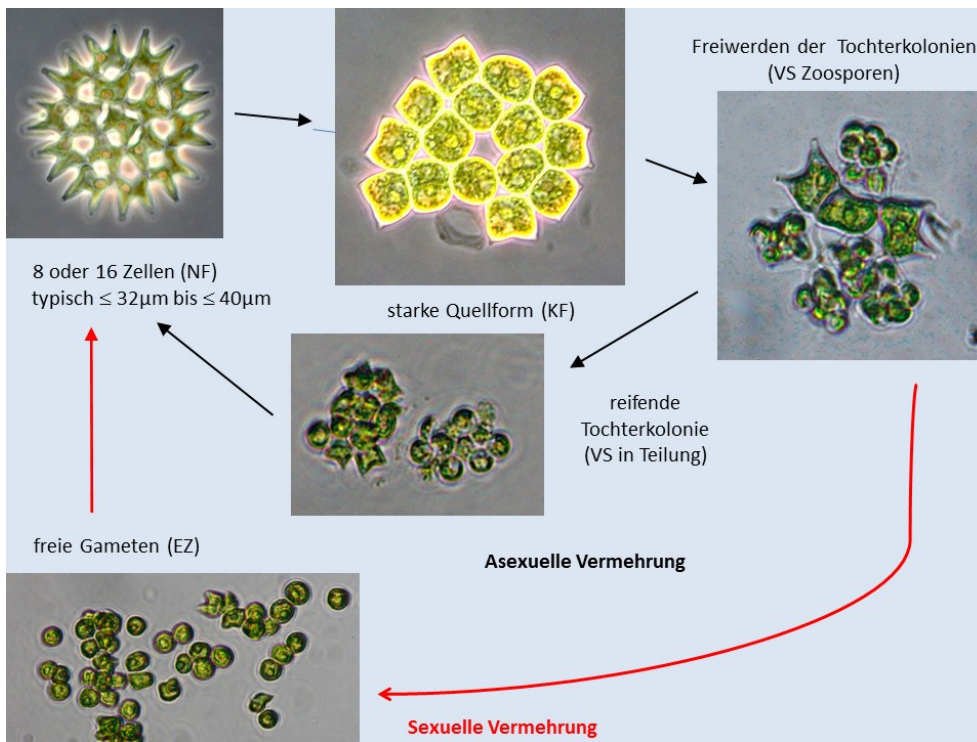 Freiwerden der Tochterkolonien
(VS Zoosporen)
8 oder 16 Zellen (NF)
typisch ≤ 32µm bis ≤ 40µm
starke Quellform (KF)
reifende
Tochterkolonie
(VS in Teilung)
freie Gameten (EZ)
Asexuelle Vermehrung
Sexuelle Vermehrung